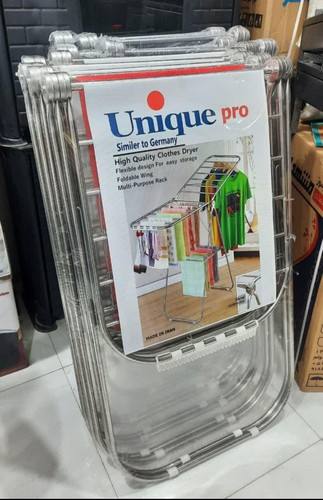 Unique pro
Similer to Germany
High Quality Clothes Dryer
Flexible design For easy storage
Foldable Wing
Multi-Purpose Rack
MADE IN IRAN